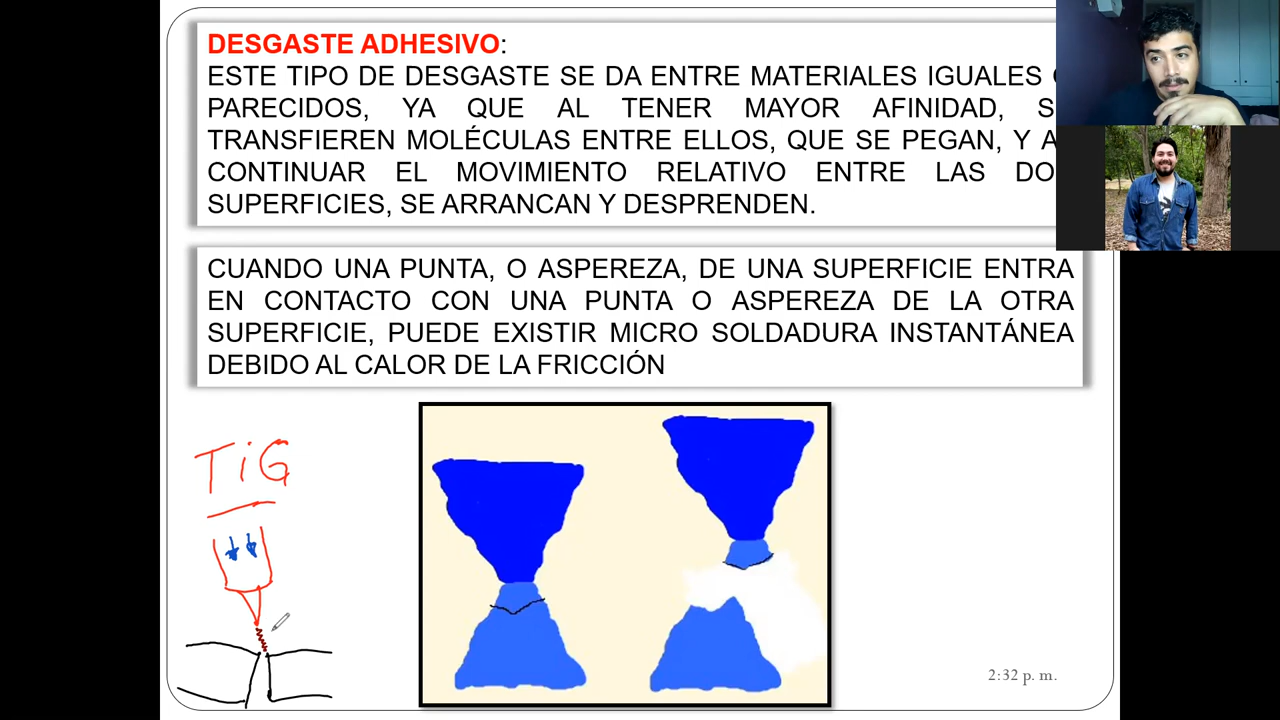 DESGASTE ADHESIVO:
ESTE TIPO DE DESGASTE SE DA ENTRE MATERIALES IGUALES
PARECIDOS, YA QUE AL TENER MAYOR AFINIDAD, S
TRANSFIEREN MOLÉCULAS ENTRE ELLOS, QUE SE PEGAN, Y A
CONTINUAR EL MOVIMIENTO RELATIVO ENTRE LAS DO
SUPERFICIES, SE ARRANCAN Y DESPRENDEN.
CUANDO UNA PUNTA, O ASPEREZA, DE UNA SUPERFICIE ENTRA
EN CONTACTO CON UNA PUNTA O ASPEREZA DE LA OTRA
SUPERFICIE, PUEDE EXISTIR MICRO SOLDADURA INSTANTÁNEA
DEBIDO AL CALOR DE LA FRICCIÓN
TiG
2:32 p. m.